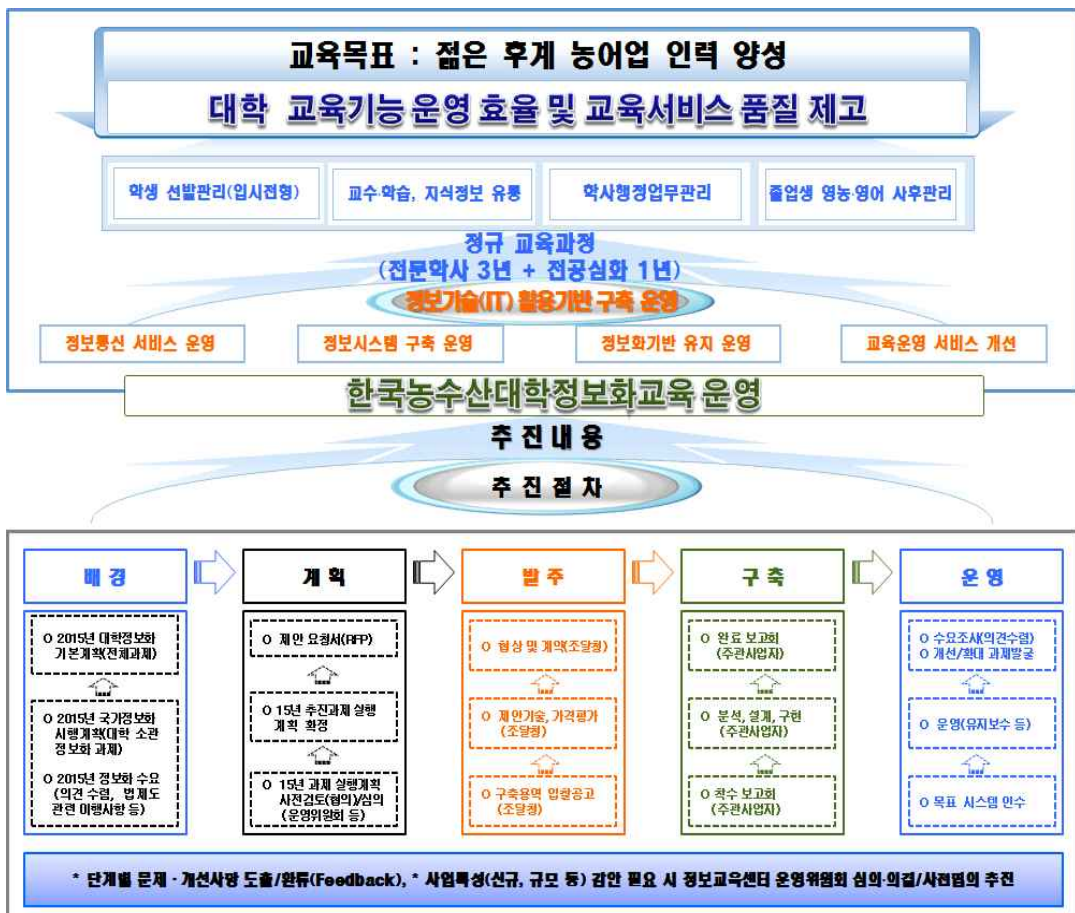 교육목표 : 젊은 후계 농어업 인력 양성
대학 교육기능 운영 효율 및 교육서비스 품질 제고
학생 선발관리(입시전형)
교수·학습, 지식정보 유통
학사행정업무관리
졸업생 영농·영어 사후관리
정규 교육과정
(전문학사 3년 + 전공심화 1년)
정보기술(IT) 활용기반 구축 운영
정보통신 서비스 운영
정보시스템 구축 운영
정보화기반 유지 운영
교육운영 서비스 개선
한국농수산대학정보화교육 운영
추 진 내 용
추 진 절 차
배 경
계 획
발 주
구 축
운 영
O 2015년 대학정보화
기본계획(전체과제)
O 2015년 국가정보화
시행계획(대학 소관
정보화 과제)
O 2015년 정보화 수요
(의견 수렴, 법제도
관련 이행사항 등)
O 제안 요청서(RFP)
O 15년 추진과제 실행
계획 확정
O 15년 과제 실행계획
사전검토(협의)/심의
(운영위원회 등)
O 협상 및 계약(조달청)
O 제안기술, 가격평가
(조달청)
O 구축용역 입찰공고
(조달청)
O 완료 보고회
(주관사업자)
O 분석, 설계, 구현
(주관사업자)
O 착수 보고회
(주관사업자)
O 수요조사(의견수렴)
O 개선/확대 과제발굴
O 운영(유지보수 등)
O 목표 시스템 인수
* 단계별 문제 · 개선사항 도출/환류(Feedback), * 사업특성(신규, 규모 등) 감안 필요 시 정보교육센터 운영위원회 심의·의결/사전협의 추진